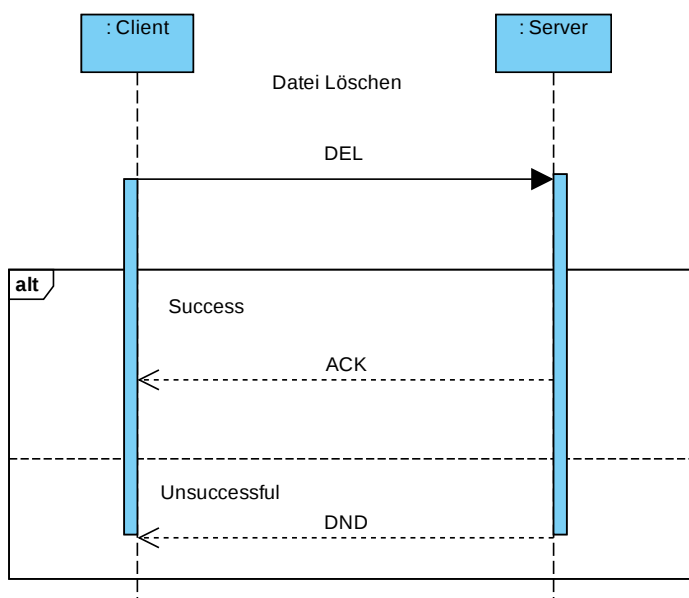 : Client
: Server
Datei Löschen
DEL
alt
Success
ACK
Unsuccessful
DND